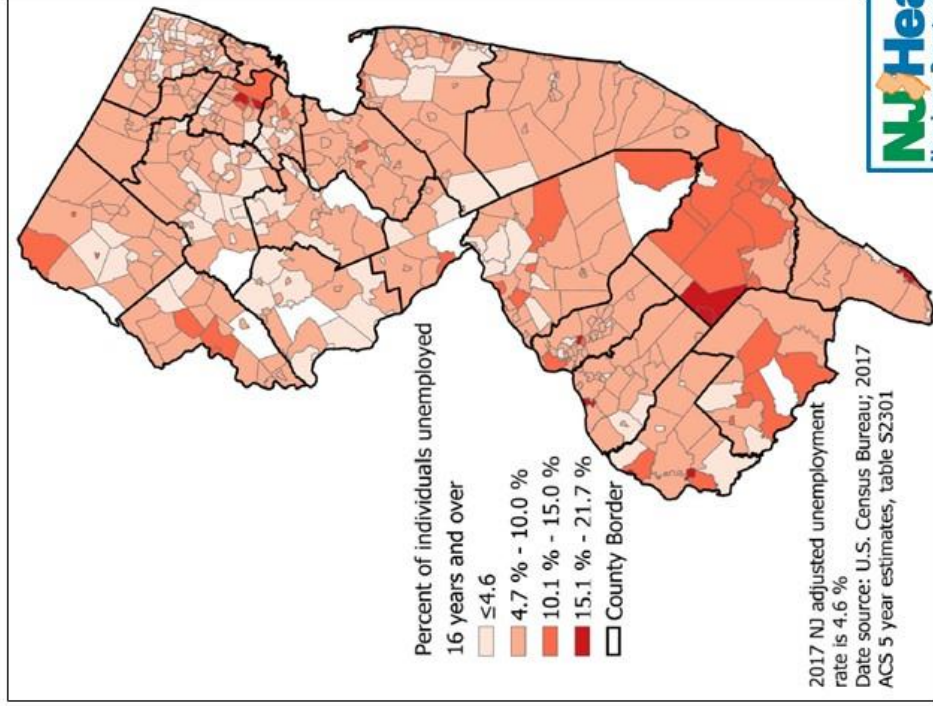 Percent of individuals unemployed
16 years and over
≤4.6
4.7 % - 10.0 %
10.1 % - 15.0 %
15.1 % - 21.7 %
County Border
2017 NJ adjusted unemployment
rate is 4.6 %
Date source: U.S. Census Bureau; 2017
ACS 5 year estimates, table S2301
NJ Hea